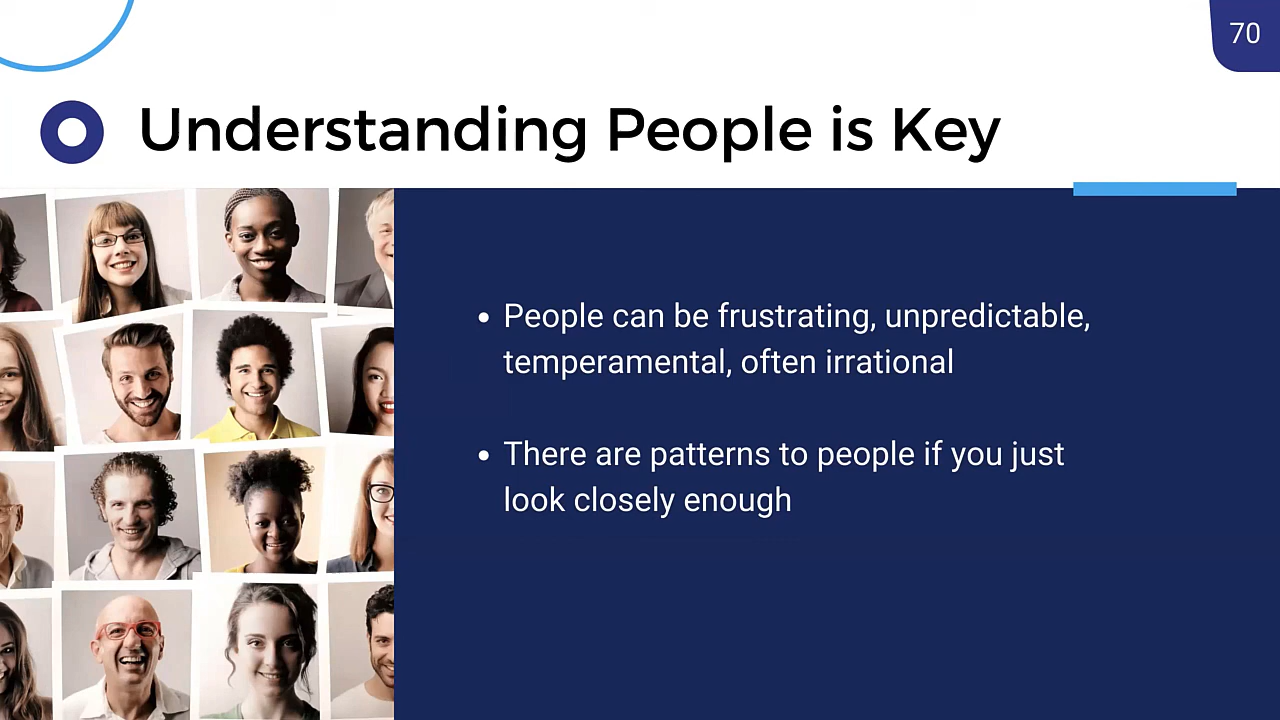 70
Understanding People is Key
• People can be frustrating, unpredictable,
temperamental, often irrational
• There are patterns to people if you just
look closely enough